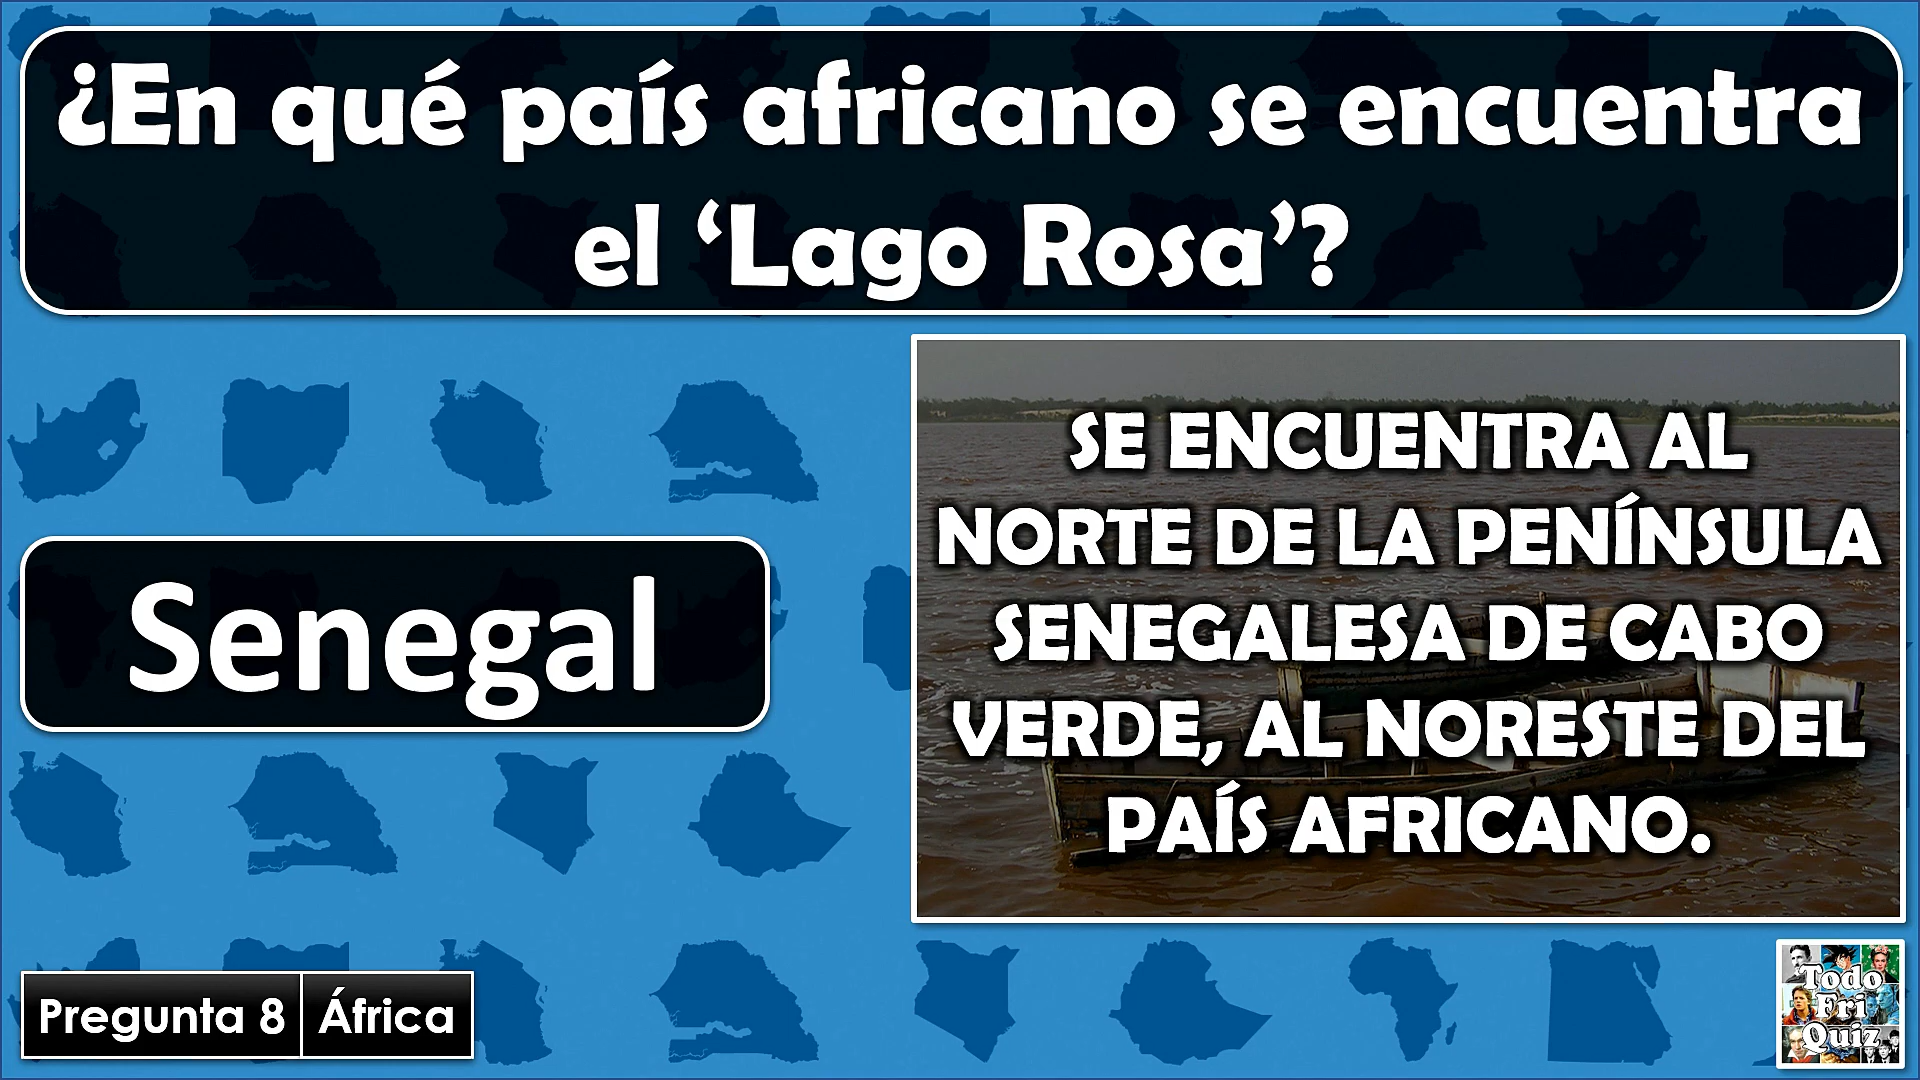 ¿En qué país africano se encuentra
el ‘Lago Rosa’?
SE ENCUENTRA AL
NORTE DE LA PENÍNSULA
SENEGALESA DE CABO
VERDE, AL NORESTE DEL
PAÍS AFRICANO.
Senegal
Pregunta 8 África
Todo
Fri
Quiz